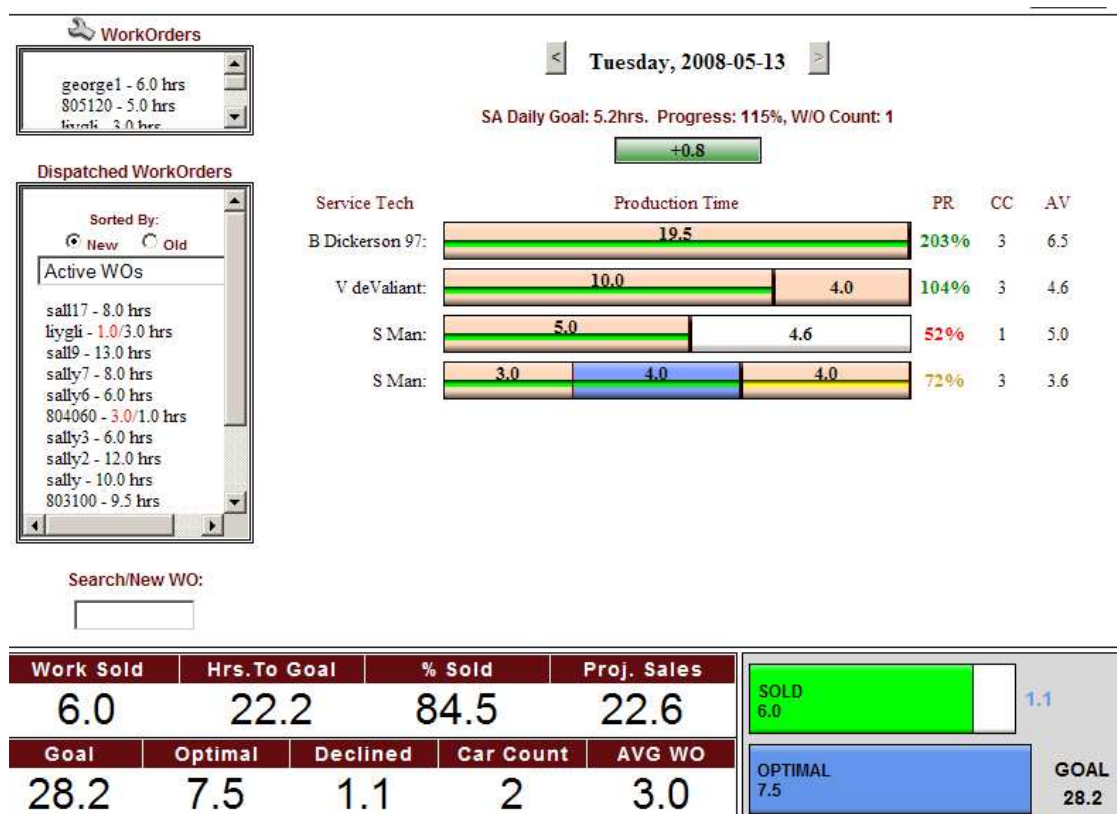 WorkOrders
george1 - 6.0 hrs
805120 - 5.0 hrs
liygli - 3.0 hrs
Dispatched WorkOrders
Sorted By:
New Old
Active WOs
sall17 - 8.0 hrs
liygli - 1.0/3.0 hrs
sall9 - 13.0 hrs
sally7 - 8.0 hrs
sally6 - 6.0 hrs
804060 - 3.0/1.0 hrs
sally3 - 6.0 hrs
sally2 - 12.0 hrs
sally - 10.0 hrs
803100 - 9.5 hrs
Search/New WO:
< Tuesday, 2008-05-13 >
SA Daily Goal: 5.2hrs. Progress: 115%, W/O Count: 1
+0.8
Service Tech Production Time PR CC AV
B Dickerson 97: 19.5 203% 3 6.5
V deValiant: 10.0 4.0 104% 3 4.6
S Man: 5.0 4.6 52% 1 5.0
S Man: 3.0 4.0 4.0 72% 3 3.6
Work Sold Hrs.To Goal % Sold Proj. Sales
6.0 22.2 84.5 22.6
Goal Optimal Declined Car Count AVG WO
28.2 7.5 1.1 2 3.0
SOLD
6.0
1.1
OPTIMAL
7.5
GOAL
28.2